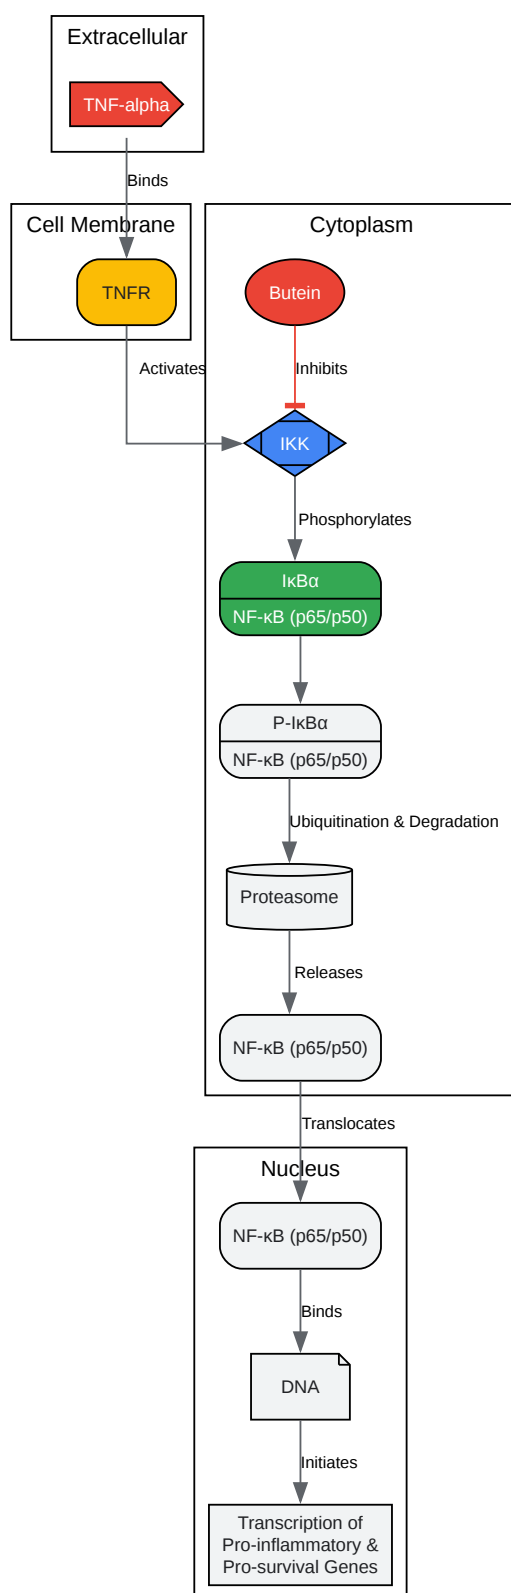 Extracellular
TNF-alpha
Binds
Cell Membrane
Cytoplasm
TNFR
Butein
Activates
Inhibits
IKK
Phosphorylates
IκBα
NF-κB (p65/p50)
P-IκBα
NF-κB (p65/p50)
Ubiquitination & Degradation
Proteasome
Releases
NF-κB (p65/p50)
Translocates
Nucleus
NF-κB (p65/p50)
Binds
DNA
Initiates
Transcription of
Pro-inflammatory &
Pro-survival Genes